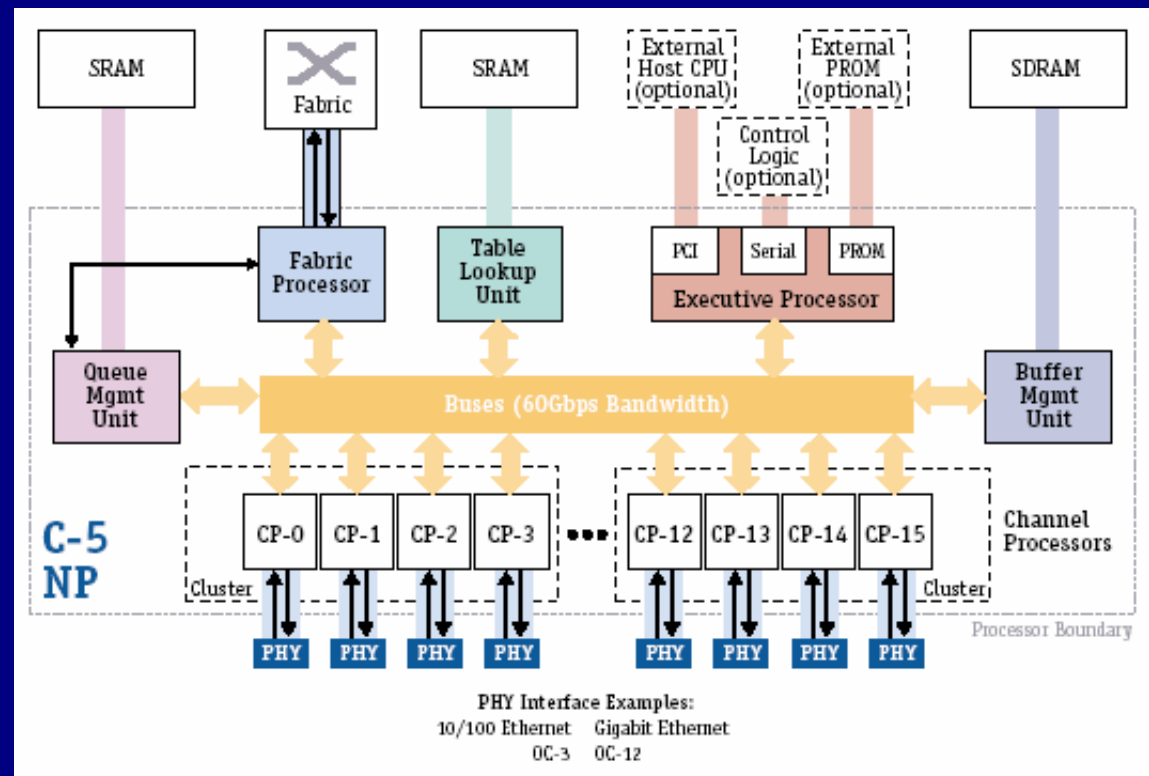 SRAM
Fabric
SRAM
External
Host CPU
(optional)
External
PROM
(optional)
Control
Logic
(optional)
SDRAM
Fabric
Processor
Table
Lookup
Unit
PCI
Serial
PROM
Executive Processor
Queue
Mgmt
Unit
Buses (60Gbps Bandwidth)
Buffer
Mgmt
Unit
C-5
NP
CP-0
CP-1
CP-2
CP-3
•••
CP-12
CP-13
CP-14
CP-15
Channel
Processors
Cluster
Cluster
Processor Boundary
PHY
PHY
PHY
PHY
PHY
PHY
PHY
PHY
PHY Interface Examples:
10/100 Ethernet Gigabit Ethernet
OC-3 OC-12